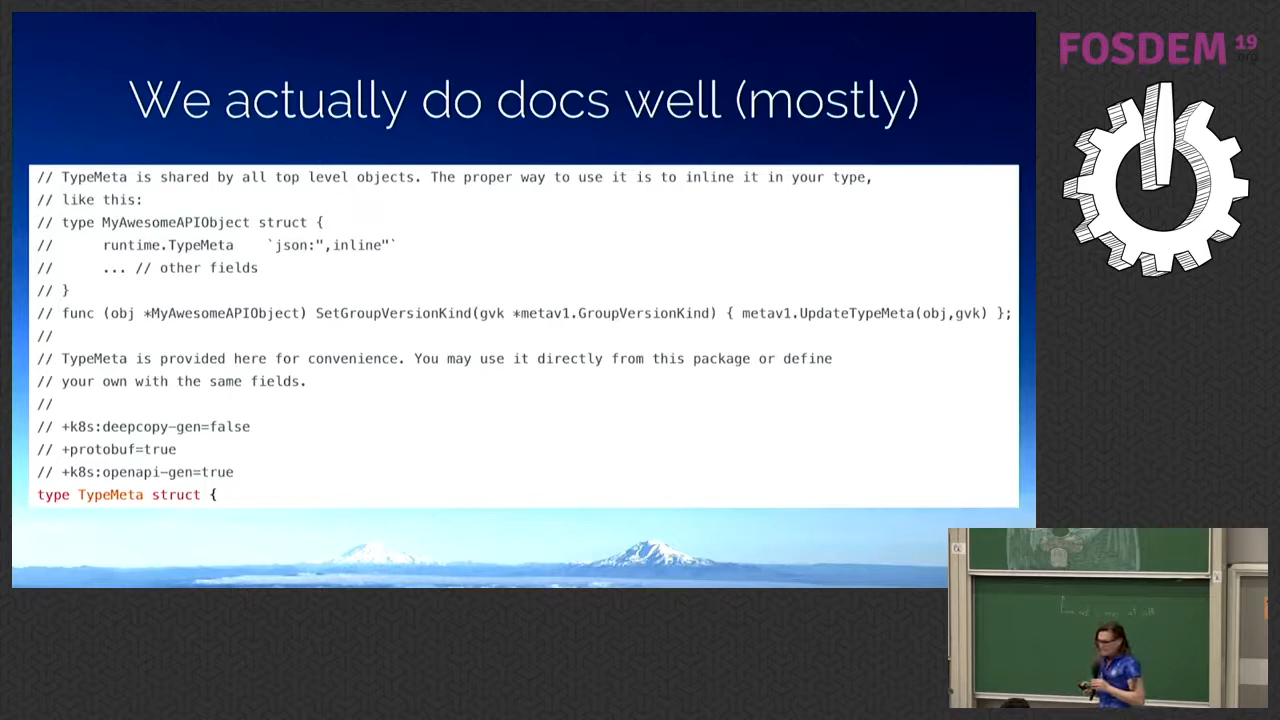 We actually do docs well (mostly)
// TypeMeta is shared by all top level objects. The proper way to use it is to inline it in your type,
// like this:
// type MyAwesomeAPIObject struct {
//      runtime.TypeMeta    `json:",inline"`
//      ... // other fields
// }
// func (obj *MyAwesomeAPIObject) SetGroupVersionKind(gvk *metav1.GroupVersionKind) { metav1.UpdateTypeMeta(obj,gvk) };
//
// TypeMeta is provided here for convenience. You may use it directly from this package or define
// your own with the same fields.
//
// +k8s:deepcopy-gen=false
// +protobuf=true
// +k8s:openapi-gen=true
type TypeMeta struct {
FOSDEM 19
.org